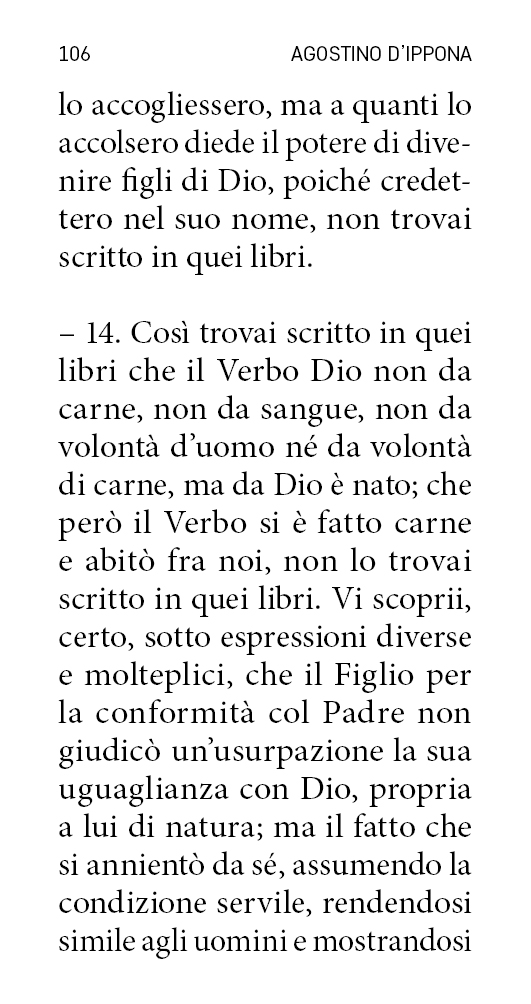 106 AGOSTINO D’IPPONA
lo accogliessero, ma a quanti lo
accolsero diede il potere di dive-
nire figli di Dio, poiché credet-
tero nel suo nome, non trovai
scritto in quei libri.
– 14. Così trovai scritto in quei
libri che il Verbo Dio non da
carne, non da sangue, non da
volontà d’uomo né da volontà
di carne, ma da Dio è nato; che
però il Verbo si è fatto carne
e abitò fra noi, non lo trovai
scritto in quei libri. Vi scoprii,
certo, sotto espressioni diverse
e molteplici, che il Figlio per
la conformità col Padre non
giudicò un’usurpazione la sua
uguaglianza con Dio, propria
a lui di natura; ma il fatto che
si annientò da sé, assumendo la
condizione servile, rendendosi
simile agli uomini e mostrandosi